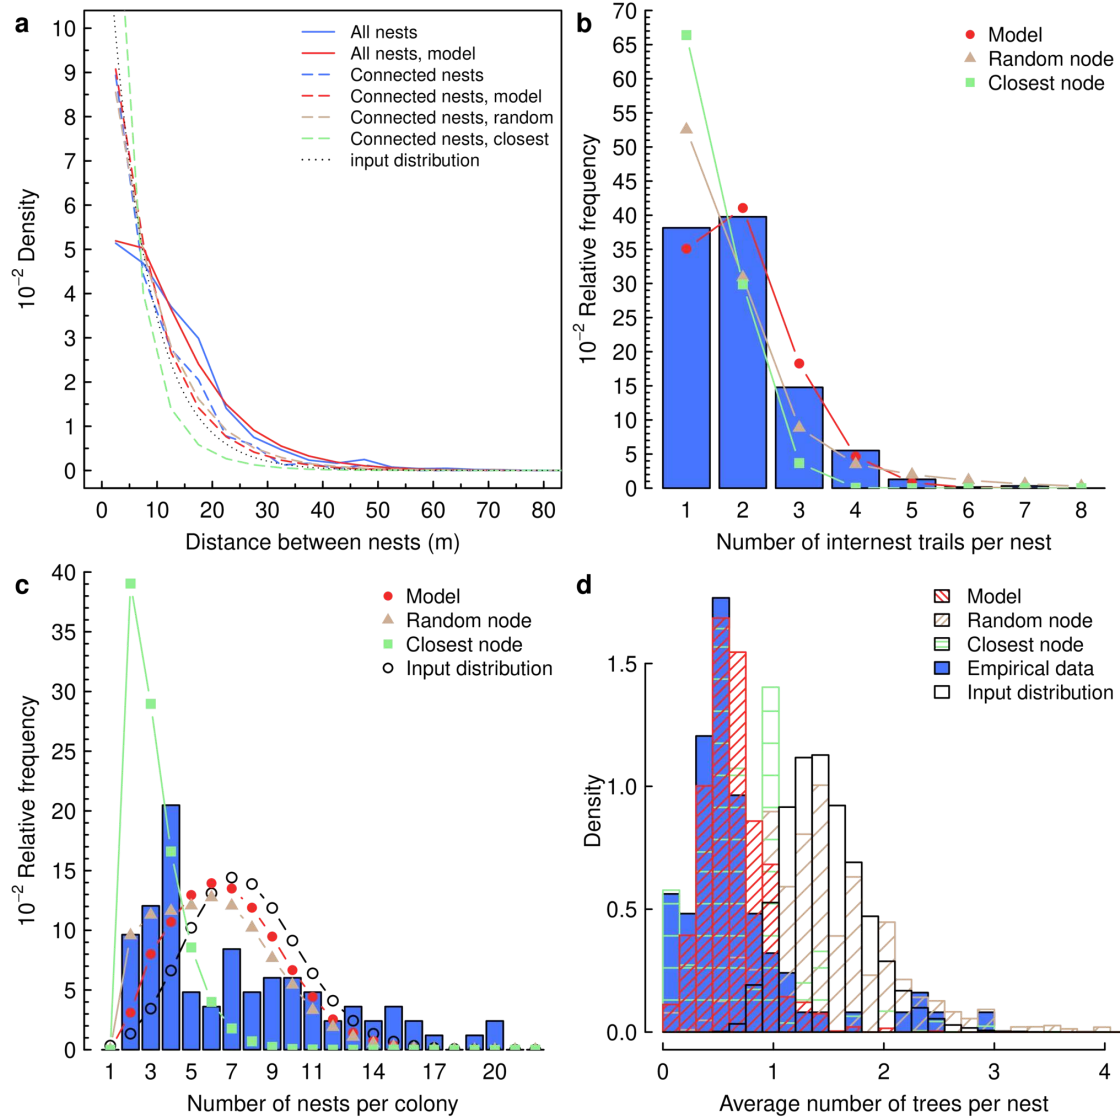 a
10⁻² Density
10
9
8
7
6
5
4
3
2
1
0
All nests
All nests, model
Connected nests
Connected nests, model
Connected nests, random
Connected nests, closest
input distribution
0 10 20 30 40 50 60 70 80
Distance between nests (m)
b
10⁻² Relative frequency
70
65
60
55
50
45
40
35
30
25
20
15
10
5
0
Model
Random node
Closest node
1 2 3 4 5 6 7 8
Number of internest trails per nest
c
10⁻² Relative frequency
40
35
30
25
20
15
10
5
0
Model
Random node
Closest node
Input distribution
1 3 5 7 9 11 14 17 20
Number of nests per colony
d
Density
1.5
1.0
0.5
0.0
Model
Random node
Closest node
Empirical data
Input distribution
0 1 2 3 4
Average number of trees per nest